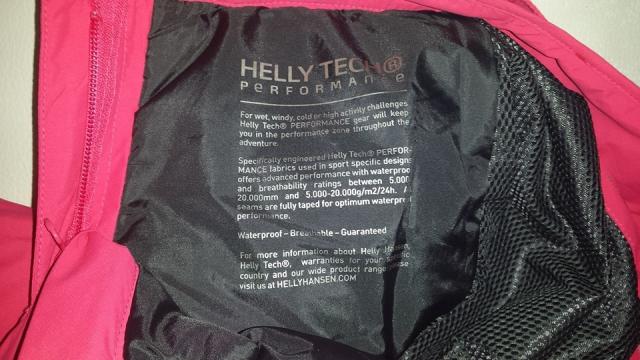 HELLY TECH®
PERFORMANCE
For wet, windy, cold or high activity challenges
Helly Tech® PERFORMANCE gear will keep
you in the performance zone throughout the
adventure.
Specifically engineered Helly Tech® PERFOR-
MANCE fabrics used in sport specific designs
offers advanced performance with waterproof
and breathability ratings between 5.000
20.000mm and 5.000-20.000g/m2/24h. All
seams are fully taped for optimum waterproof
performance.
Waterproof – Breathable – Guaranteed
For more information about Helly Hansen,
Helly Tech®, warranties for your specific
country and our wide product range please
visit us at HELLYHANSEN.COM